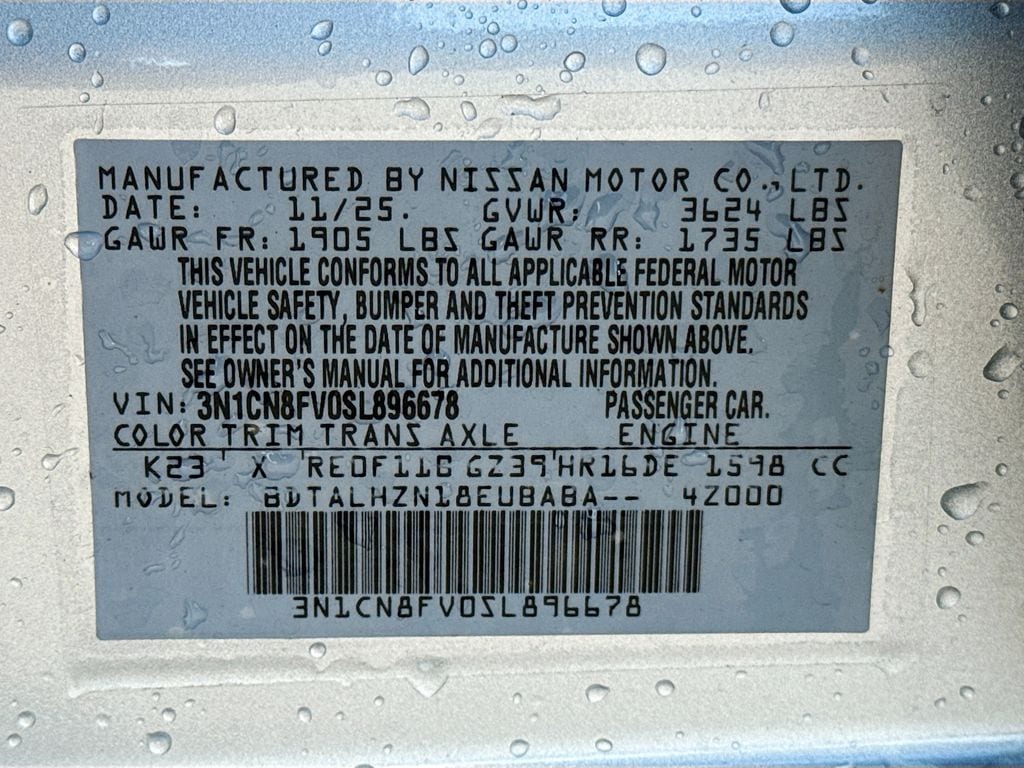 MANUFACTURED BY NISSAN MOTOR CO., LTD.
DATE: 11/25. GVWR: 3624 LBS
GAWR FR: 1905 LBS GAWR RR: 1735 LBS
THIS VEHICLE CONFORMS TO ALL APPLICABLE FEDERAL MOTOR
VEHICLE SAFETY, BUMPER AND THEFT PREVENTION STANDARDS
IN EFFECT ON THE DATE OF MANUFACTURE SHOWN ABOVE.
SEE OWNER'S MANUAL FOR ADDITIONAL INFORMATION.
VIN: 3N1CN8FV0SL896678 PASSENGER CAR.
COLOR TRIM TRANS AXLE ENGINE
K23 X RE0F11B GZ39 HR16DE 1598 CC
MODEL: BDTALHZN18EUBABA-- 4Z000
3N1CN8FV0SL896678